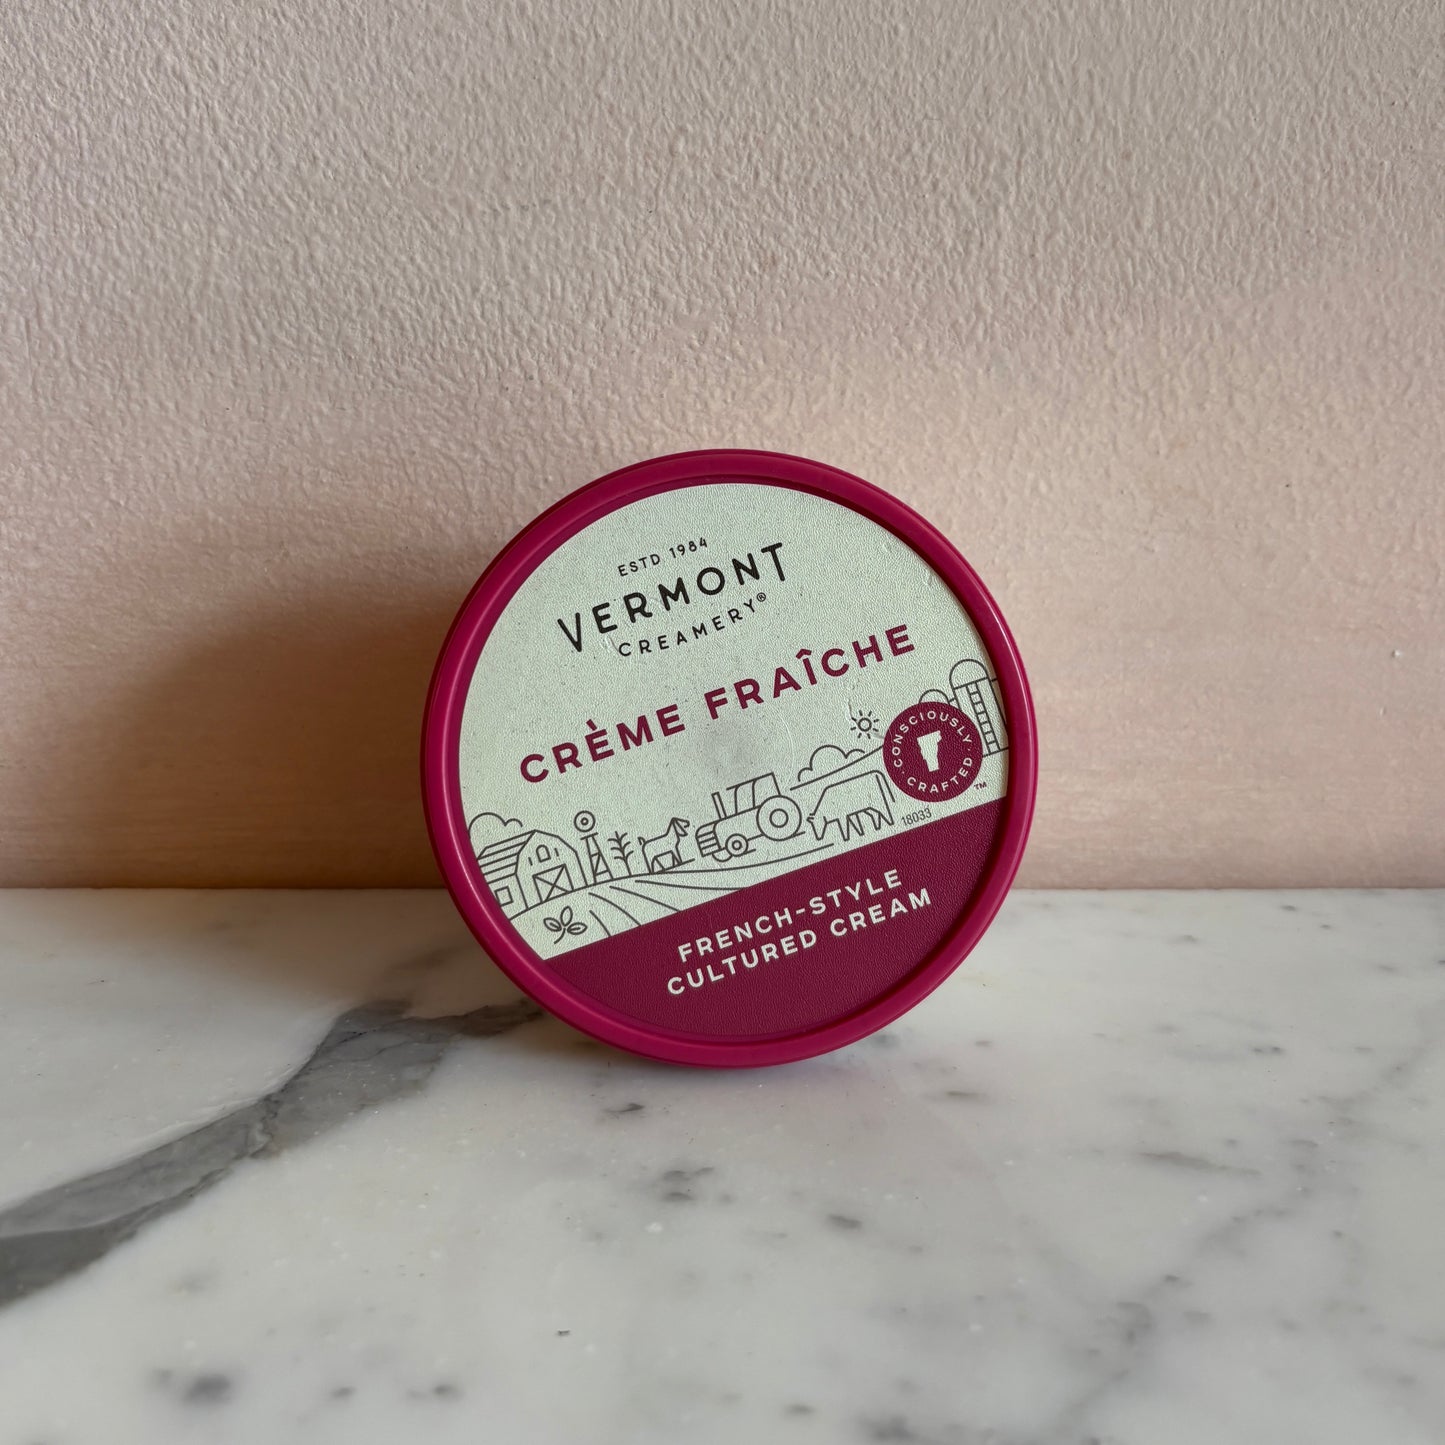 ESTD 1984
VERMONT
CREAMERY®
CRÈME FRAÎCHE
CONSCIOUSLY
CRAFTED
™
18033
FRENCH-STYLE
CULTURED CREAM